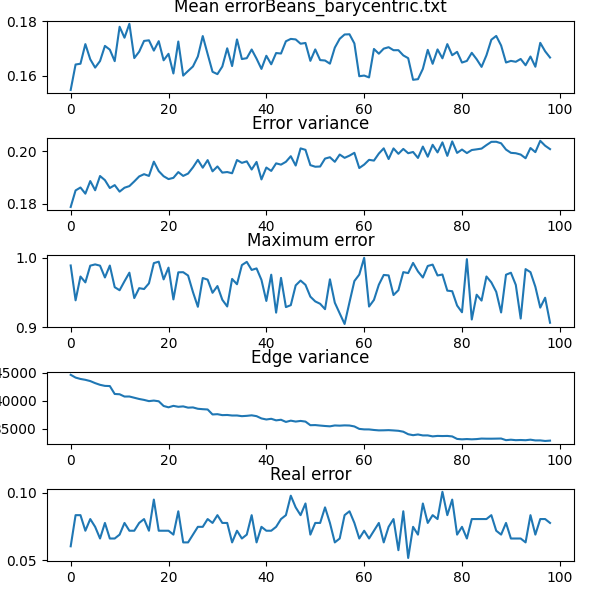 Mean errorBeans_barycentric.txt
0.18
0.16
0 20 40 60 80 100
Error variance
0.20
0.18
0 20 40 60 80 100
Maximum error
1.0
0.9
0 20 40 60 80 100
Edge variance
45000
40000
35000
0 20 40 60 80 100
Real error
0.10
0.05
0 20 40 60 80 100